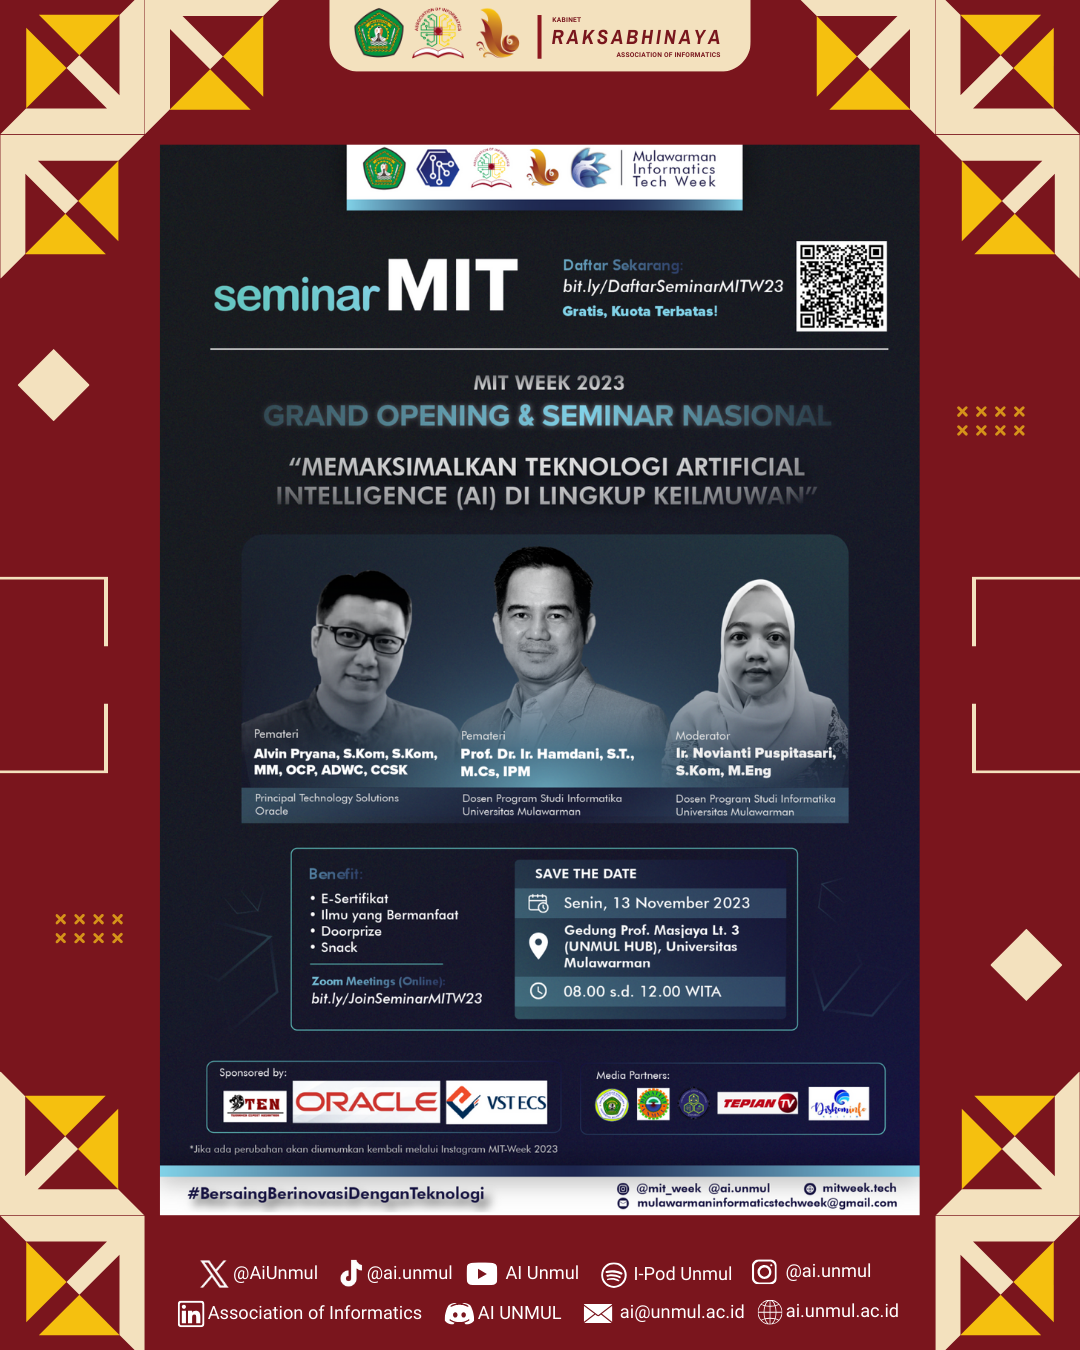 KABINET
RAKSABHINAYA
ASSOCIATION OF INFORMATICS
Mulawarman
Informatics
Tech Week
seminar MIT
Daftar Sekarang:
bit.ly/DaftarSeminarMITW23
Gratis, Kuota Terbatas!
MIT WEEK 2023
GRAND OPENING & SEMINAR NASIONAL
“MEMAKSIMALKAN TEKNOLOGI ARTIFICIAL
INTELLIGENCE (AI) DI LINGKUP KEILMUWAN”
Pemateri
Alvin Pryana, S.Kom, S.Kom,
MM, OCP, ADWC, CCSK
Principal Technology Solutions
Oracle
Pemateri
Prof. Dr. Ir. Hamdani, S.T.,
M.Cs, IPM
Dosen Program Studi Informatika
Universitas Mulawarman
Moderator
Ir. Novianti Puspitasari,
S.Kom, M.Eng
Dosen Program Studi Informatika
Universitas Mulawarman
Benefit:
• E-Sertifikat
• Ilmu yang Bermanfaat
• Doorprize
• Snack
Zoom Meetings (Online):
bit.ly/JoinSeminarMITW23
SAVE THE DATE
Senin, 13 November 2023
Gedung Prof. Masjaya Lt. 3
(UNMUL HUB), Universitas
Mulawarman
08.00 s.d. 12.00 WITA
Sponsored by:
TEN
ORACLE
VSTECS
Media Partners:
TEPIAN TV
Diskominfo
*Jika ada perubahan akan diumumkan kembali melalui Instagram MIT-Week 2023
#BersaingBerinovasiDenganTeknologi
@mit_week @ai.unmul
mitweek.tech
mulawarmaninformaticstechweek@gmail.com
@AiUnmul
@ai.unmul
AI Unmul
I-Pod Unmul
@ai.unmul
Association of Informatics
AI UNMUL
ai@unmul.ac.id
ai.unmul.ac.id